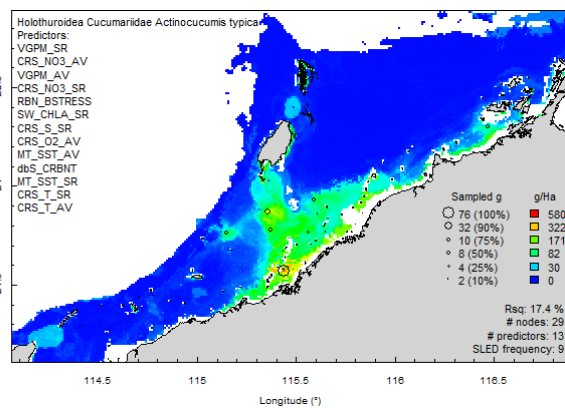 Holothuroidea Cucumariidae Actinocucumis typica
Predictors:
VGPM_SR
CRS_NO3_AV
VGPM_AV
CRS_NO3_SR
RBN_BSTRESS
SW_CHLA_SR
CRS_S_SR
CRS_O2_AV
MT_SST_AV
dbS_CRBNT
MT_SST_SR
CRS_T_SR
CRS_T_AV
Sampled g
76 (100%)
32 (90%)
10 (75%)
8 (50%)
4 (25%)
2 (10%)
g/Ha
580
322
171
82
30
0
Rsq: 17.4 %
# nodes: 29
# predictors: 13
SLED frequency: 9
114.5
115
115.5
116
116.5
Longitude (°)